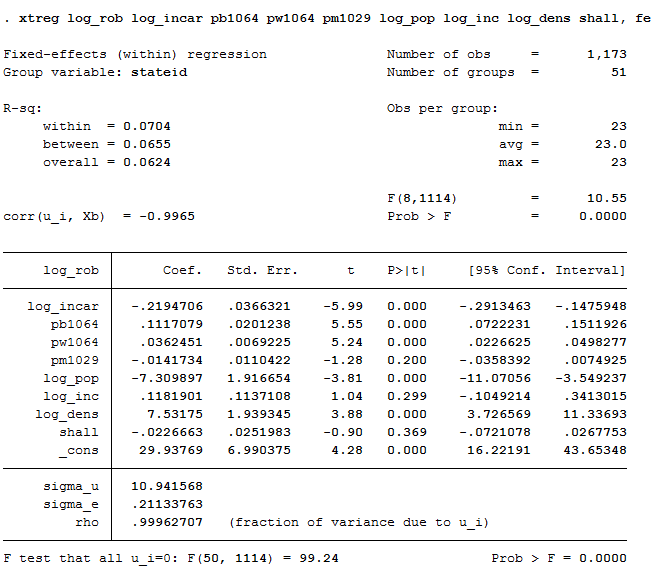 . xtreg log_rob log_incar pb1064 pw1064 pm1029 log_pop log_inc log_dens shall, fe
Fixed-effects (within) regression Number of obs = 1,173
Group variable: stateid Number of groups = 51
R-sq: Obs per group:
within = 0.0704 min = 23
between = 0.0655 avg = 23.0
overall = 0.0624 max = 23
F(8,1114) = 10.55
corr(u_i, Xb) = -0.9965 Prob > F = 0.0000
log_rob Coef. Std. Err. t P>|t| [95% Conf. Interval]
log_incar -.2194706 .0366321 -5.99 0.000 -.2913463 -.1475948
pb1064 .1117079 .0201238 5.55 0.000 .0722231 .1511926
pw1064 .0362451 .0069225 5.24 0.000 .0226625 .0498277
pm1029 -.0141734 .0110422 -1.28 0.200 -.0358392 .0074925
log_pop -7.309897 1.916654 -3.81 0.000 -11.07056 -3.549237
log_inc .1181901 .1137108 1.04 0.299 -.1049214 .3413015
log_dens 7.53175 1.939345 3.88 0.000 3.726569 11.33693
shall -.0226663 .0251983 -0.90 0.369 -.0721078 .0267753
_cons 29.93769 6.990375 4.28 0.000 16.22191 43.65348
sigma_u 10.941568
sigma_e .21133763
rho .99962707 (fraction of variance due to u_i)
F test that all u_i=0: F(50, 1114) = 99.24 Prob > F = 0.0000